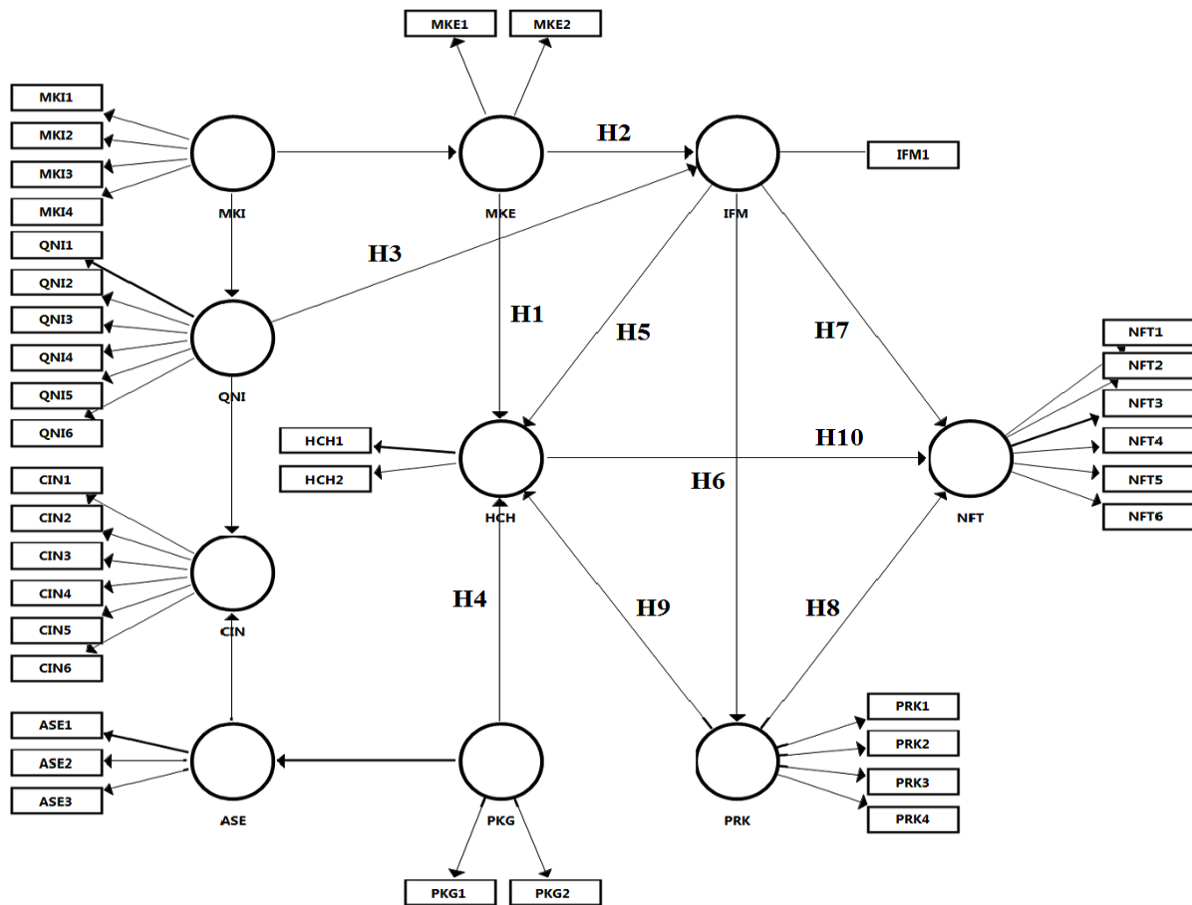 MKE1
MKE2
MKI1
MKI2
MKI3
MKI4
MKI
MKE
H2
IFM
IFM1
QNI1
QNI2
QNI3
QNI4
QNI5
QNI6
QNI
H3
H1
H5
H7
NFT1
NFT2
NFT3
NFT4
NFT5
NFT6
NFT
HCH1
HCH2
HCH
H10
H6
CIN1
CIN2
CIN3
CIN4
CIN5
CIN6
CIN
H4
H9
H8
ASE1
ASE2
ASE3
ASE
PKG
PRK
PRK1
PRK2
PRK3
PRK4
PKG1
PKG2